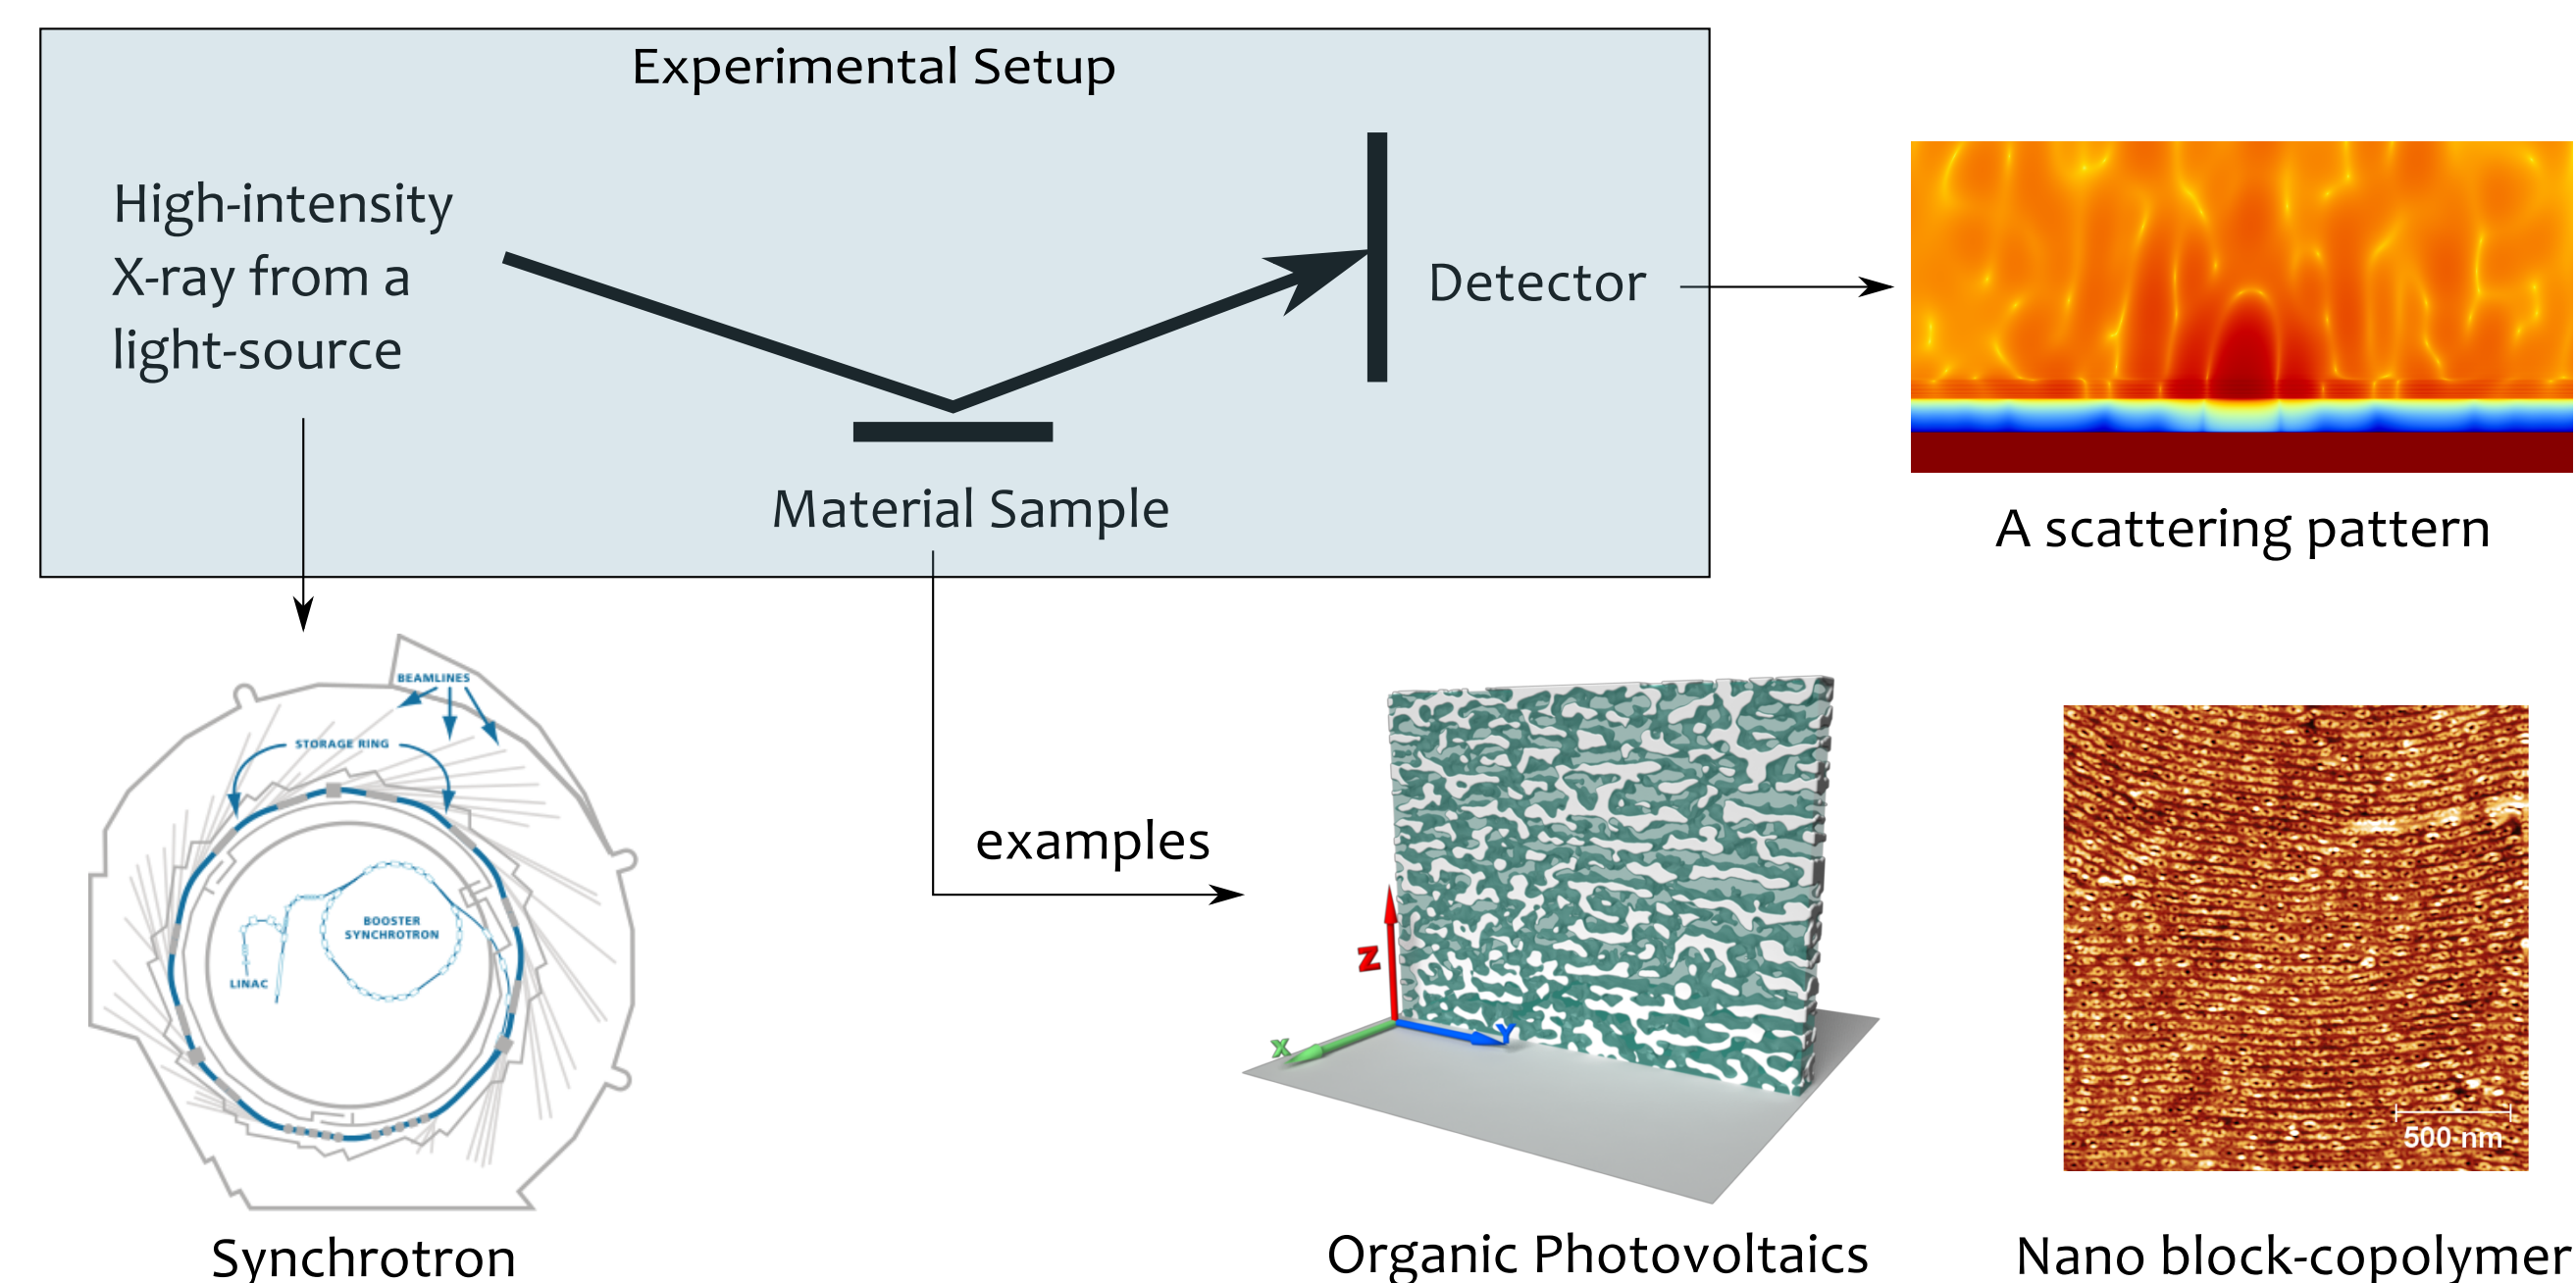 Experimental Setup
High-intensity
X-ray from a
light-source
Detector
Material Sample
A scattering pattern
BEAMLINES
STORAGE RING
BOOSTER
SYNCHROTRON
LINAC
Synchrotron
examples
Z
X
Y
Organic Photovoltaics
500 nm
Nano block-copolymer